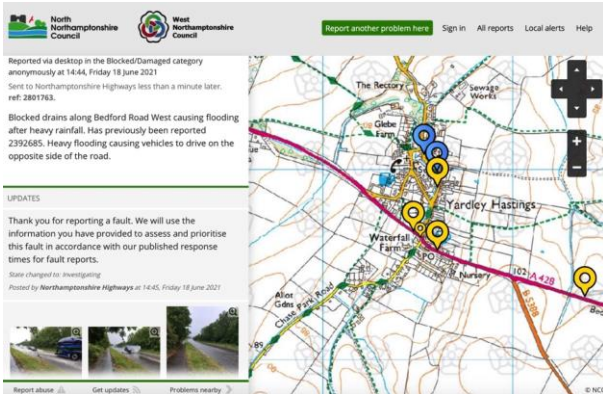 North
Northamptonshire
Council
West
Northamptonshire
Council
Report another problem here
Sign in
All reports
Local alerts
Help
Reported via desktop in the Blocked/Damaged category
anonymously at 14:44, Friday 18 June 2021
Sent to Northamptonshire Highways less than a minute later.
ref: 2801763.
Blocked drains along Bedford Road West causing flooding
after heavy rainfall. Has previously been reported
2392685. Heavy flooding causing vehicles to drive on the
opposite side of the road.
UPDATES
Thank you for reporting a fault. We will use the
information you have provided to assess and prioritise
this fault in accordance with our published response
times for fault reports.
State changed to: Investigating
Posted by Northamptonshire Highways at 14:45, Friday 18 June 2021
Report abuse
Get updates
Problems nearby
The Rectory
Sewage
Works
Glebe
Farm
Yardley Hastings
Waterfall
Farm
PO
Nursery
102
A 428
Allot
Gdns
Chase Park Road
89
© NCC